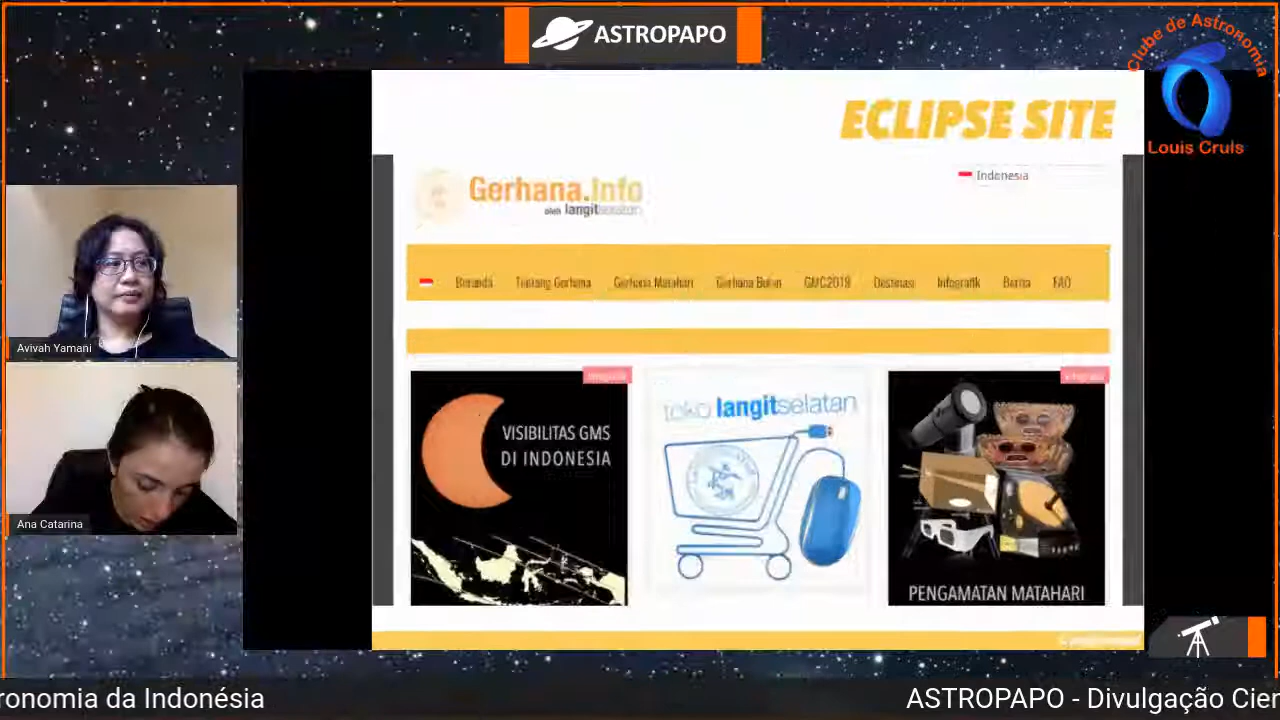 ASTROPAPO
Clube de Astronomia
Louis Cruls
ECLIPSE SITE
Gerhana.Info
oleh langitselatan
Indonesia
Beranda Tentang Gerhana Gerhana Matahari Gerhana Bulan GMC2019 Destinasi Infografik Berita FAQ
VISIBILITAS GMS
DI INDONESIA
toko langitselatan
PENGAMATAN MATAHARI
Avivah Yamani
Ana Catarina
ronomia da Indonésia
ASTROPAPO - Divulgação Cien